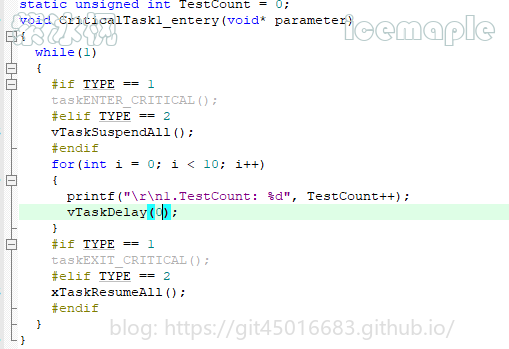 static unsigned int TestCount = 0;
void CriticalTask1_entery(void* parameter)
icemaple
{
while(1)
{
#if TYPE == 1
taskENTER_CRITICAL();
#elif TYPE == 2
vTaskSuspendAll();
#endif
for(int i = 0; i < 10; i++)
{
printf("\r\n1.TestCount: %d", TestCount++);
vTaskDelay(0);
}
#if TYPE == 1
taskEXIT_CRITICAL();
#elif TYPE == 2
xTaskResumeAll();
#endif
}
}
blog: https://git45016683.github.io/